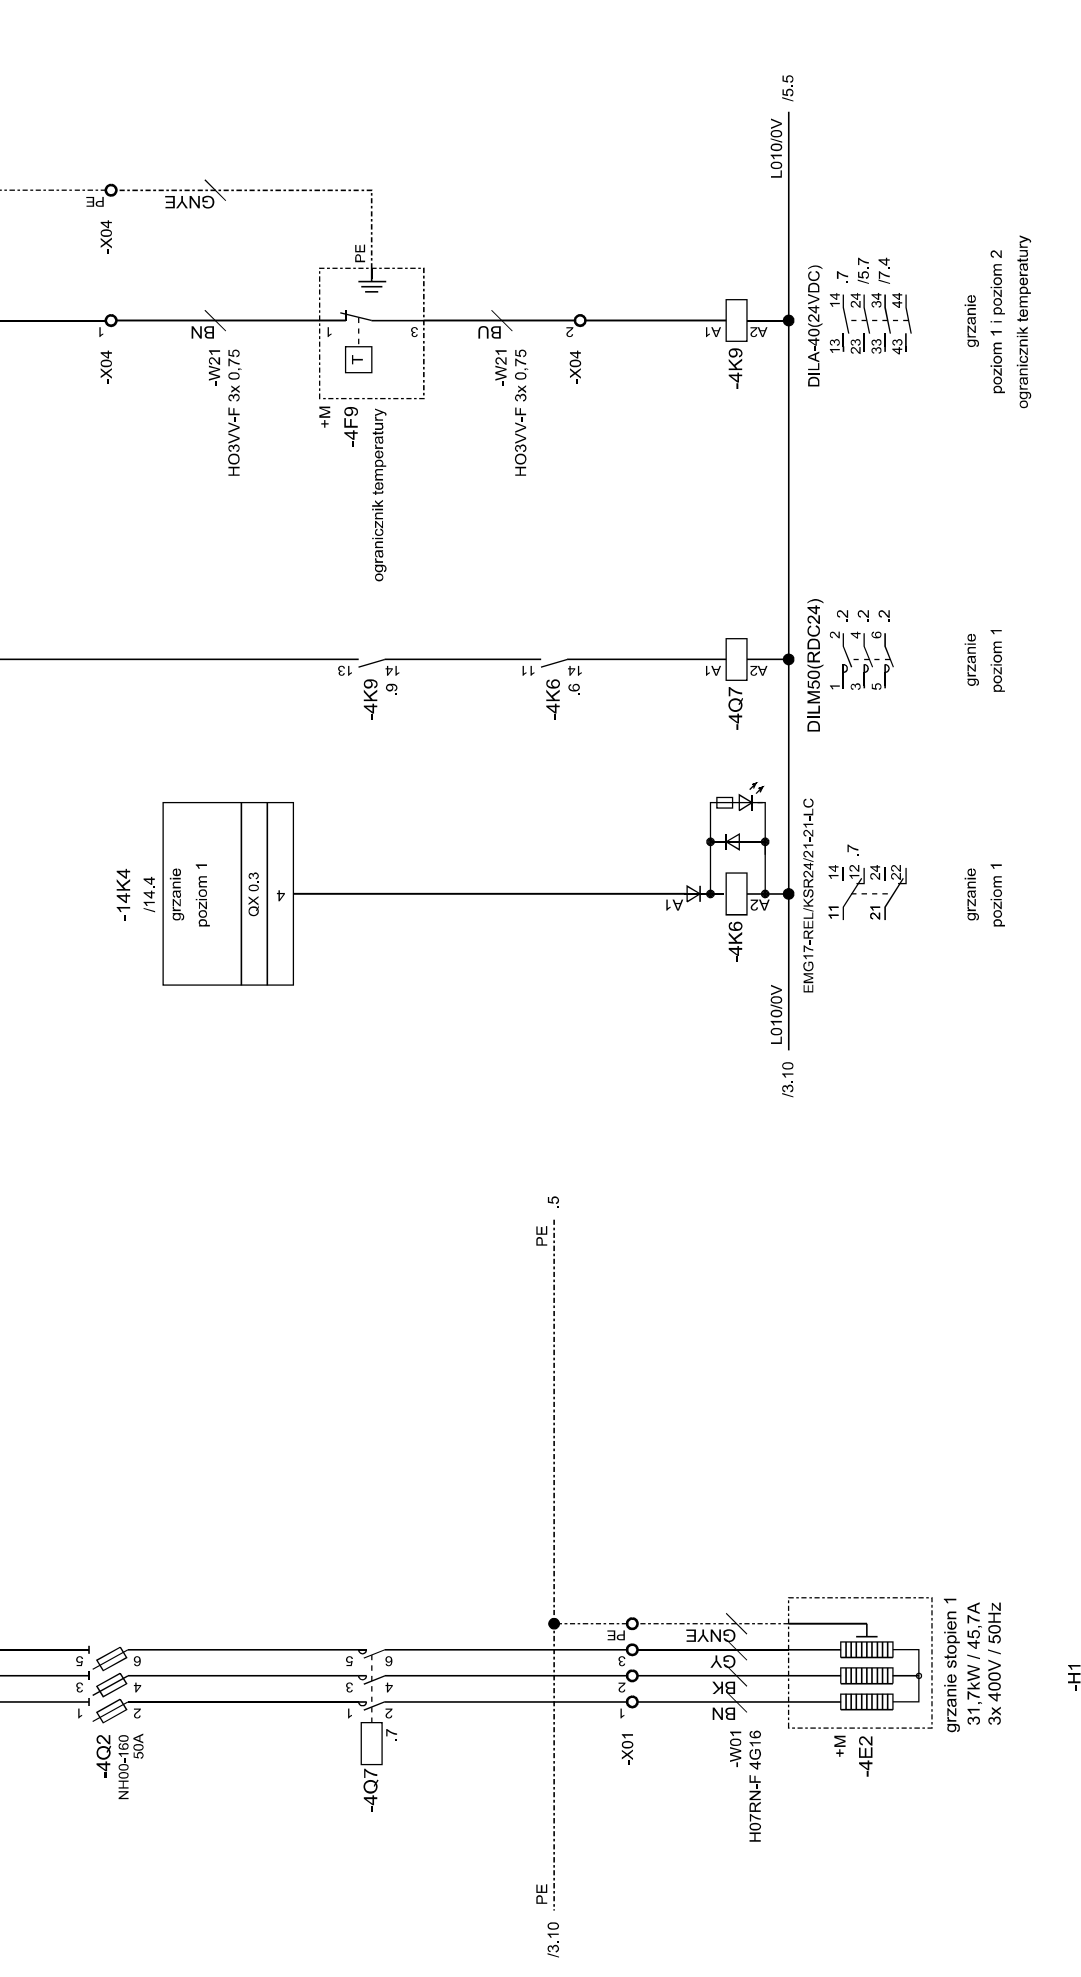 /3.10
PE
PE
.5
-4Q2
NH00-160
50A
1
3
5
2
4
6
-4Q7
.7
1
3
5
2
4
6
-X01
1
2
3
PE
-W01
H07RN-F 4G16
BN
BK
GY
GNYE
+M
-4E2
grzanie stopien 1
31,7kW / 45,7A
3x 400V / 50Hz
-H1
-14K4
/14.4
grzanie
poziom 1
QX 0.3
4
A1
-4K6
A2
/3.10
L010/0V
EMG17-REL/KSR24/21-21-LC
11
14
12
.7
21
24
22
grzanie
poziom 1
13
-4K9
14
.9
11
-4K6
14
.6
A1
-4Q7
A2
DILM50(RDC24)
1
2
.2
3
4
.2
5
6
.2
grzanie
poziom 1
-X04
1
PE
-X04
BN
GNYE
-W21
HO3VV-F 3x 0,75
+M
-4F9
ogranicznik temperatury
1
T
3
PE
BU
-W21
HO3VV-F 3x 0,75
2
-X04
A1
-4K9
A2
L010/0V
/5.5
DILA-40(24VDC)
13
14
.7
23
24
/5.7
33
34
/7.4
43
44
grzanie
poziom 1 i poziom 2
ogranicznik temperatury